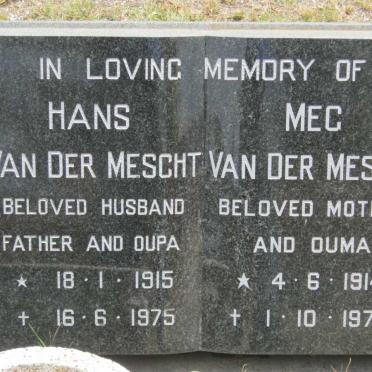 IN LOVING MEMORY OF
HANS
VAN DER MESCHT
BELOVED HUSBAND
FATHER AND OUPA
★ 18·1·1915
✝ 16·6·1975
MEG
VAN DER MES
BELOVED MOT
AND OUMA
★ 4·6·191
✝ 1·10·197